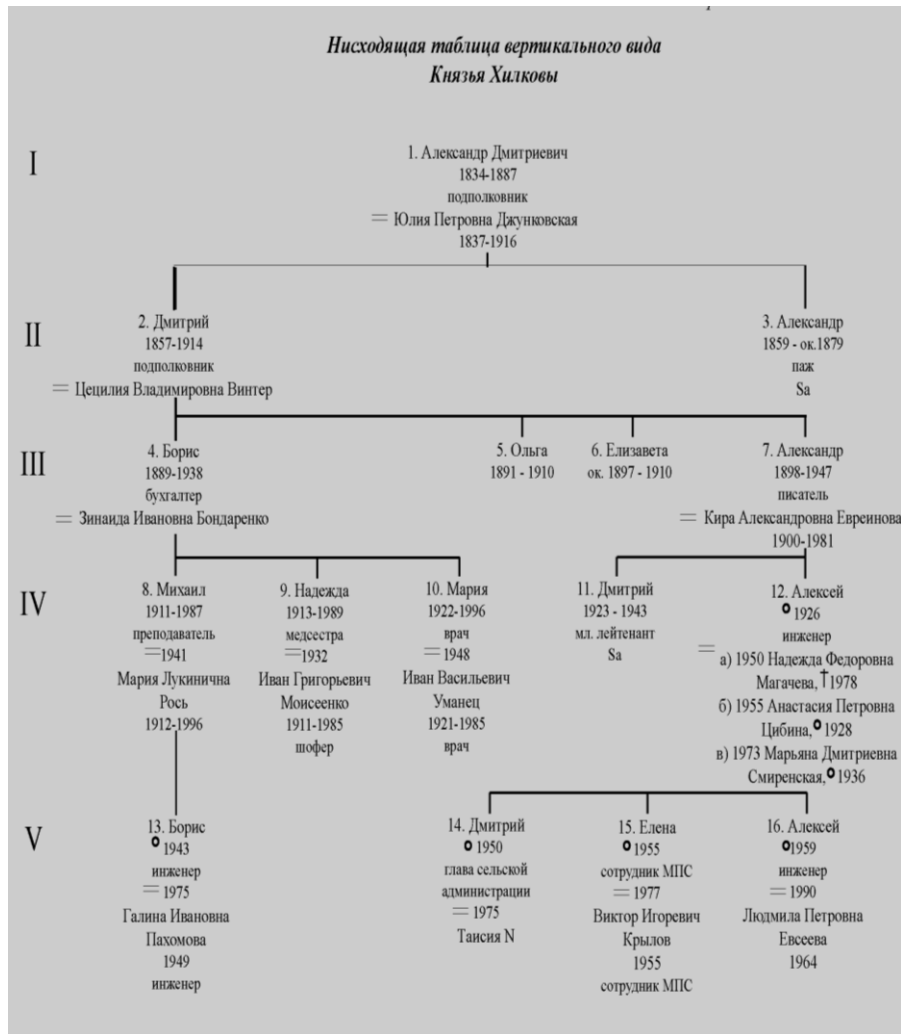 Нисходящая таблица вертикального вида
Князья Хилковы
I
1. Александр Дмитриевич
1834-1887
подполковник
= Юлия Петровна Джунковская
1837-1916
II
2. Дмитрий
1857-1914
подполковник
= Цецилия Владимировна Винтер
3. Александр
1859 - ок.1879
паж
Sa
III
4. Борис
1889-1938
бухгалтер
= Зинаида Ивановна Бондаренко
5. Ольга
1891 - 1910
6. Елизавета
ок. 1897 - 1910
7. Александр
1898-1947
писатель
= Кира Александровна Евреинова
1900-1981
IV
8. Михаил
1911-1987
преподаватель
=1941
Мария Лукинична
Рось
1912-1996
9. Надежда
1913-1989
медсестра
=1932
Иван Григорьевич
Моисеенко
1911-1985
шофер
10. Мария
1922-1996
врач
=1948
Иван Васильевич
Уманец
1921-1985
врач
11. Дмитрий
1923 - 1943
мл. лейтенант
Sa
12. Алексей
1926
инженер
= а) 1950 Надежда Федоровна
Магачева, †1978
б) 1955 Анастасия Петровна
Цибина, 1928
в) 1973 Марьяна Дмитриевна
Смиренская, 1936
V
13. Борис
1943
инженер
= 1975
Галина Ивановна
Пахомова
1949
инженер
14. Дмитрий
1950
глава сельской
администрации
= 1975
Таисия N
15. Елена
1955
сотрудник МПС
= 1977
Виктор Игоревич
Крылов
1955
сотрудник МПС
16. Алексей
1959
инженер
= 1990
Людмила Петровна
Евсеева
1964